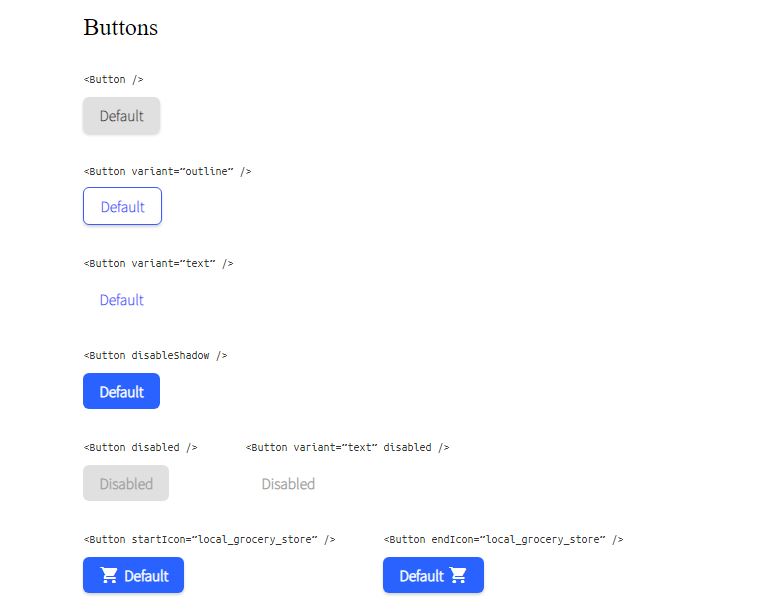 Buttons
<Button />
Default
<Button variant="outline" />
Default
<Button variant="text" />
Default
<Button disableShadow />
Default
<Button disabled /> <Button variant="text" disabled />
Disabled Disabled
<Button startIcon="local_grocery_store" /> <Button endIcon="local_grocery_store" />
Default Default